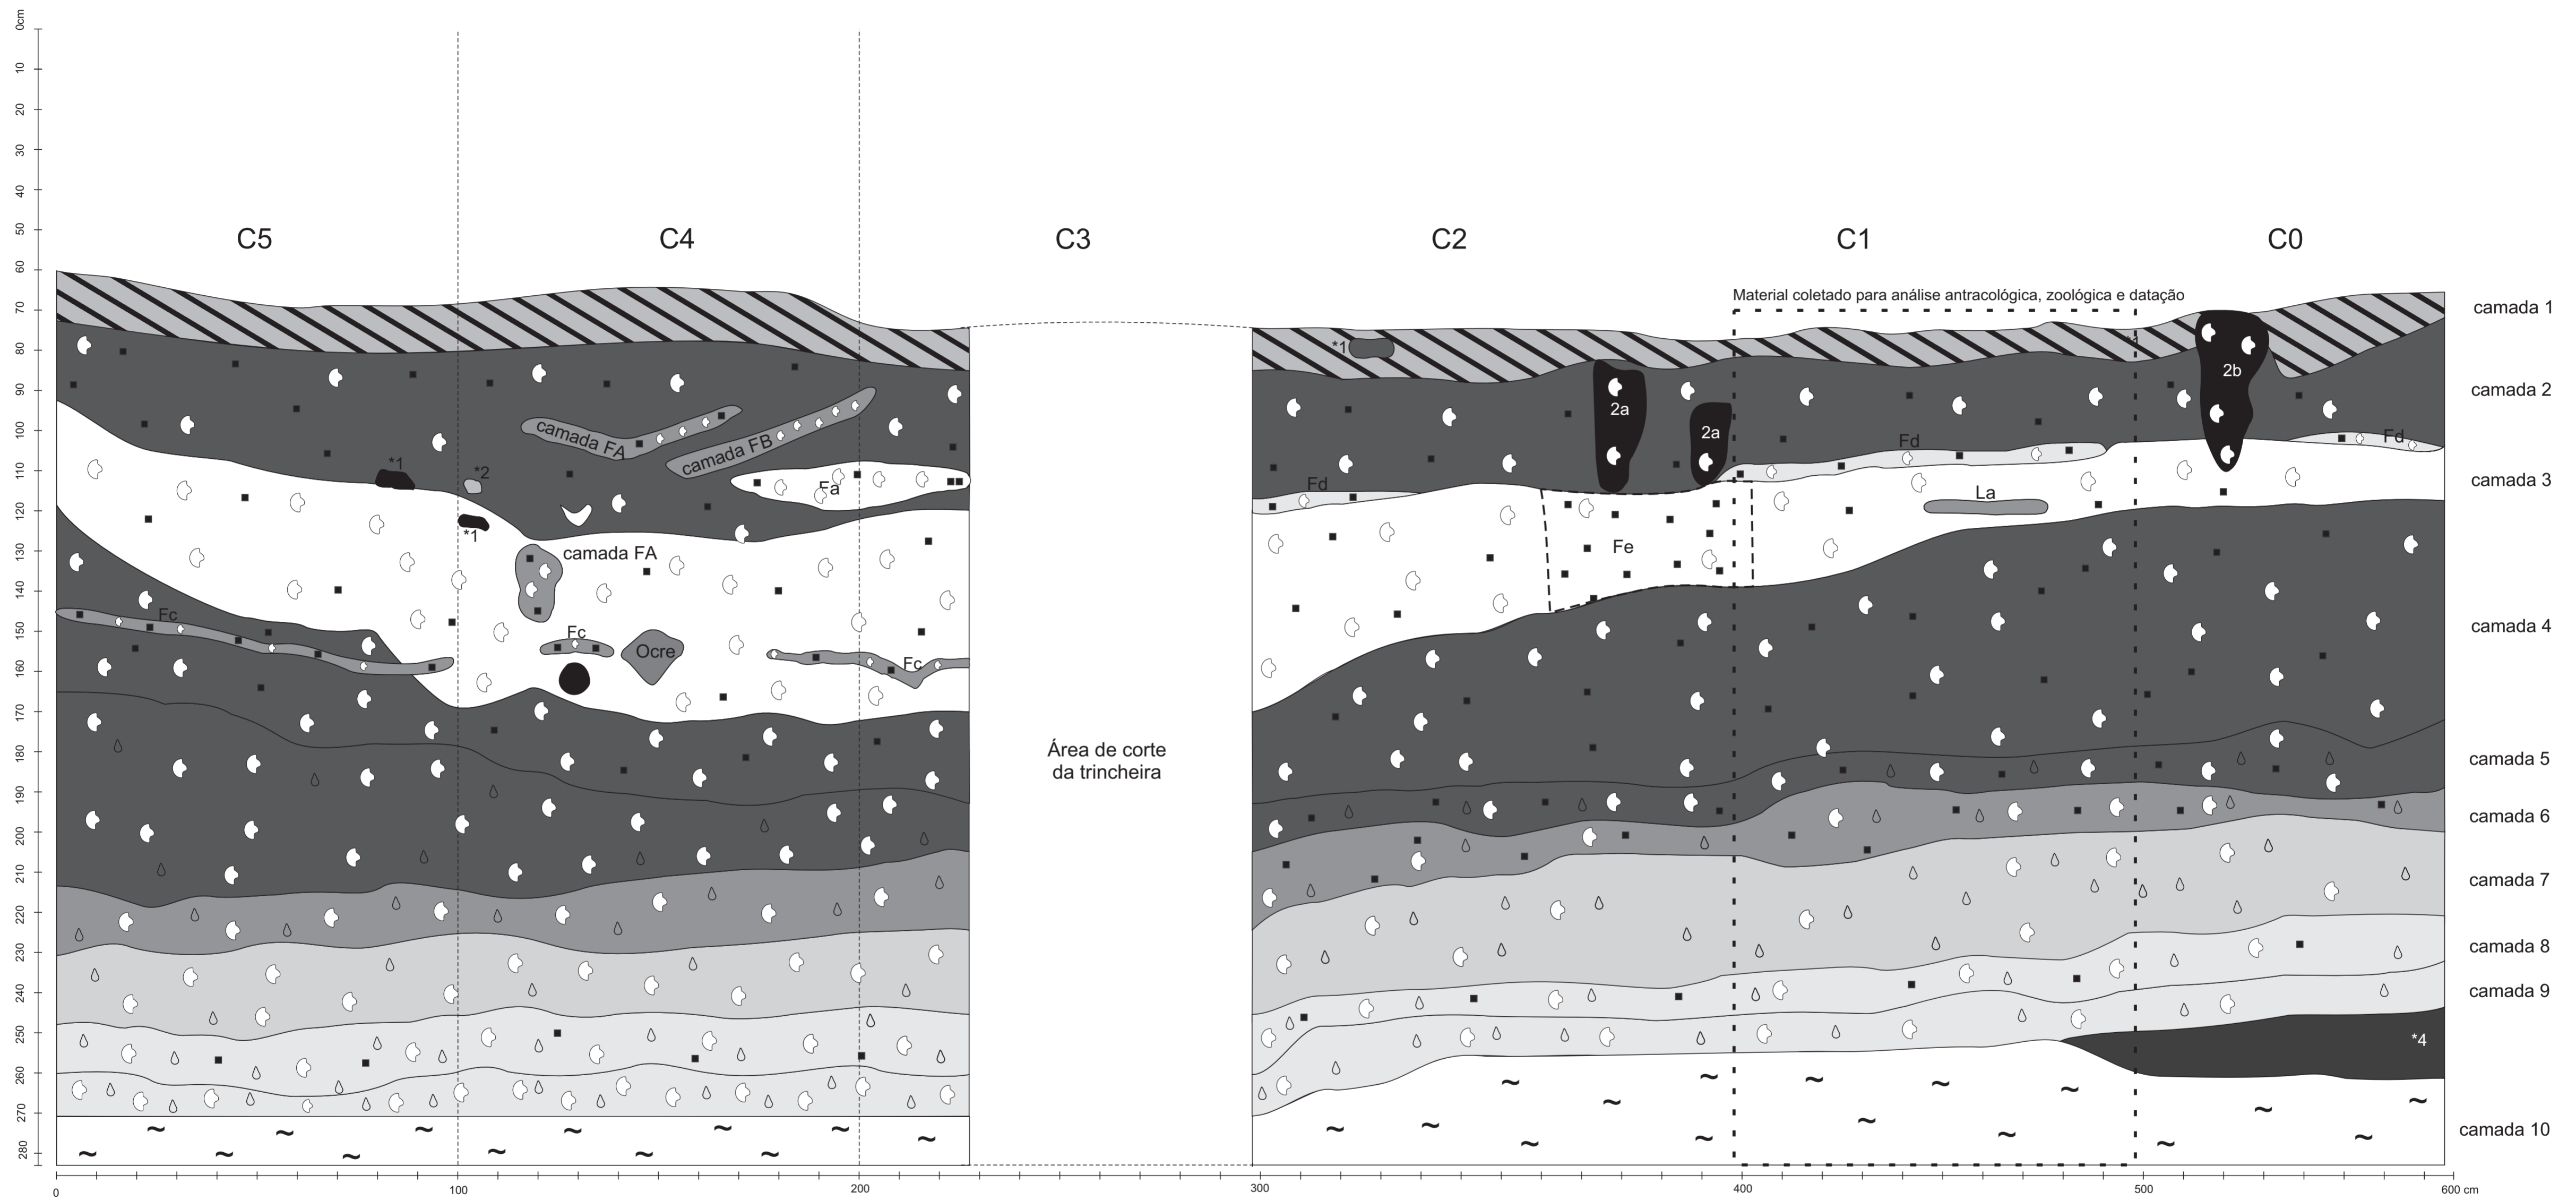 0cm
10
20
30
40
50
60
70
80
90
100
110
120
130
140
150
160
170
180
190
200
210
220
230
240
250
260
270
280
C5
C4
C3
C2
C1
C0
Material coletado para análise antracológica, zoológica e datação
camada 1
camada 2
camada 3
camada 4
camada 5
camada 6
camada 7
camada 8
camada 9
camada 10
*1
*2
*1
camada FA
camada FB
Fa
camada FA
Fc
Fc
Ocre
Fc
Área de corte
da trincheira
*1
2a
2a
2b
Fd
Fd
Fd
Fe
La
*4
0
100
200
300
400
500
600 cm